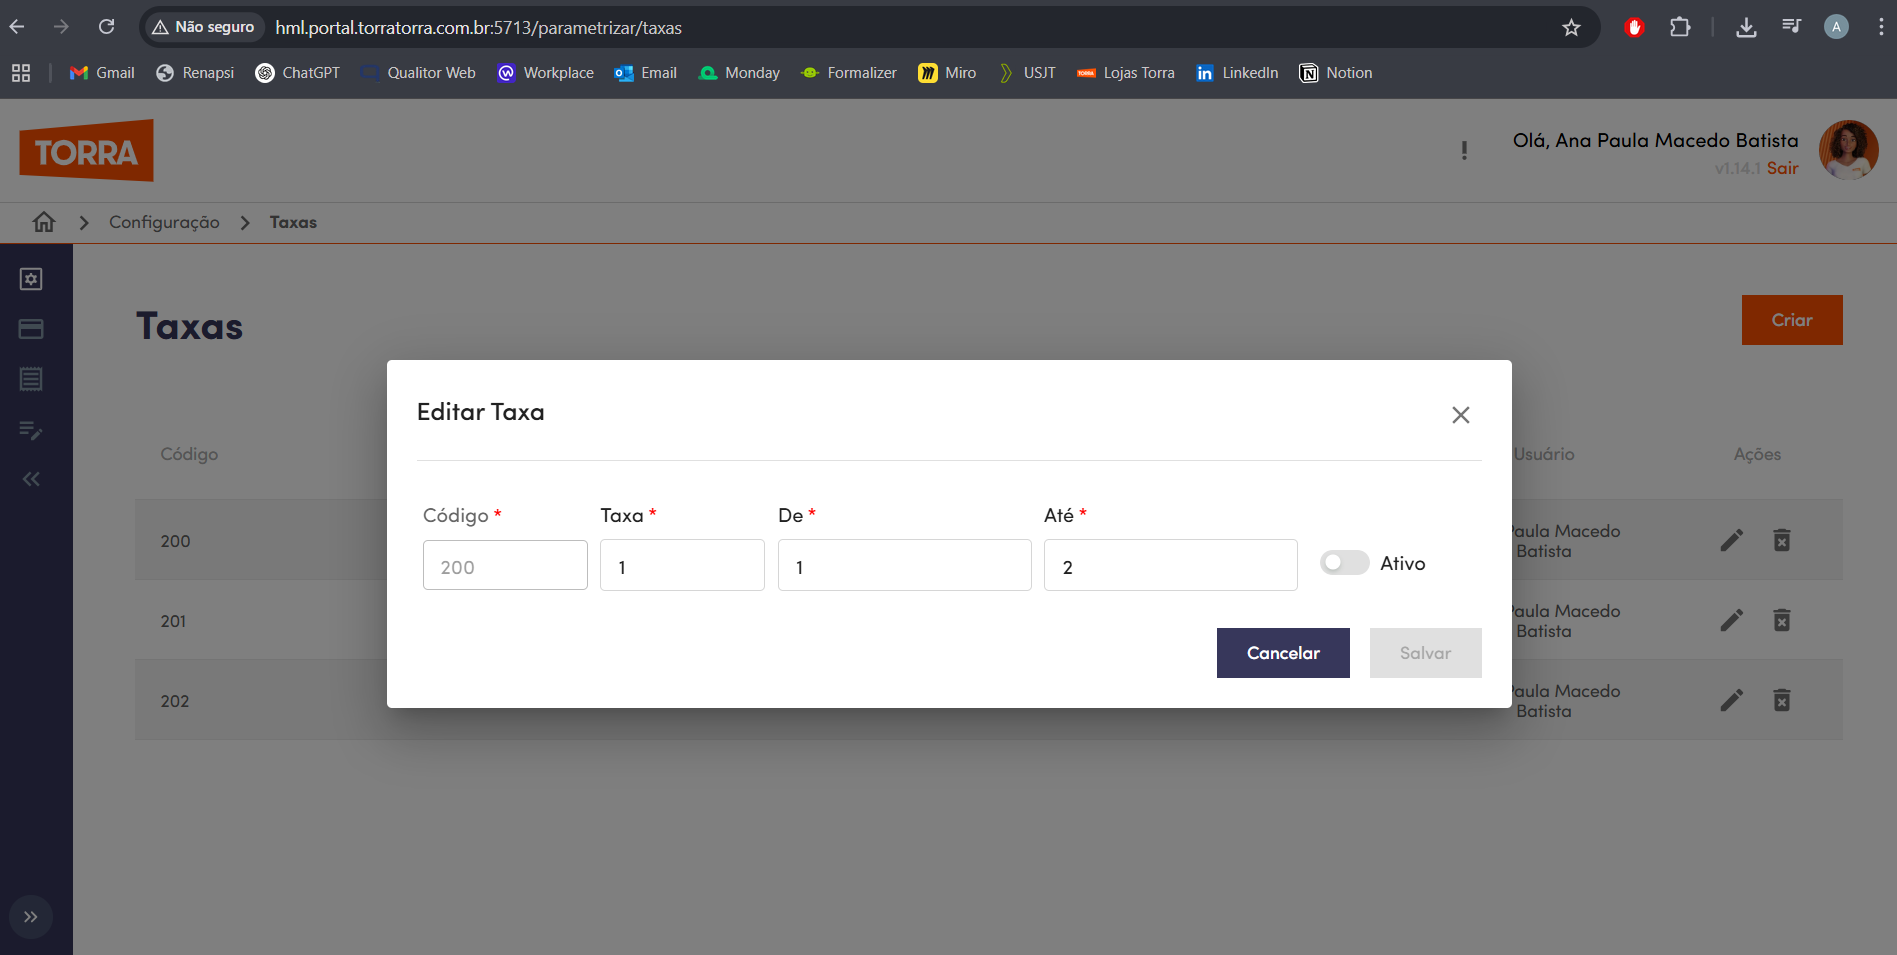 Não seguro hml.portal.torratorra.com.br:5713/parametrizar/taxas A
Gmail Renapsi ChatGPT Qualitor Web Workplace Email Monday Formalizer Miro USJT Lojas Torra LinkedIn Notion
TORRA
Olá, Ana Paula Macedo Batista
v1.14.1 Sair
Configuração Taxas
Taxas
Criar
Editar Taxa
Código Usuário Ações
Código * Taxa * De * Até *
200 1 1 2 Ativo
Cancelar Salvar
200
Paula Macedo
Batista
201
Paula Macedo
Batista
202
Paula Macedo
Batista